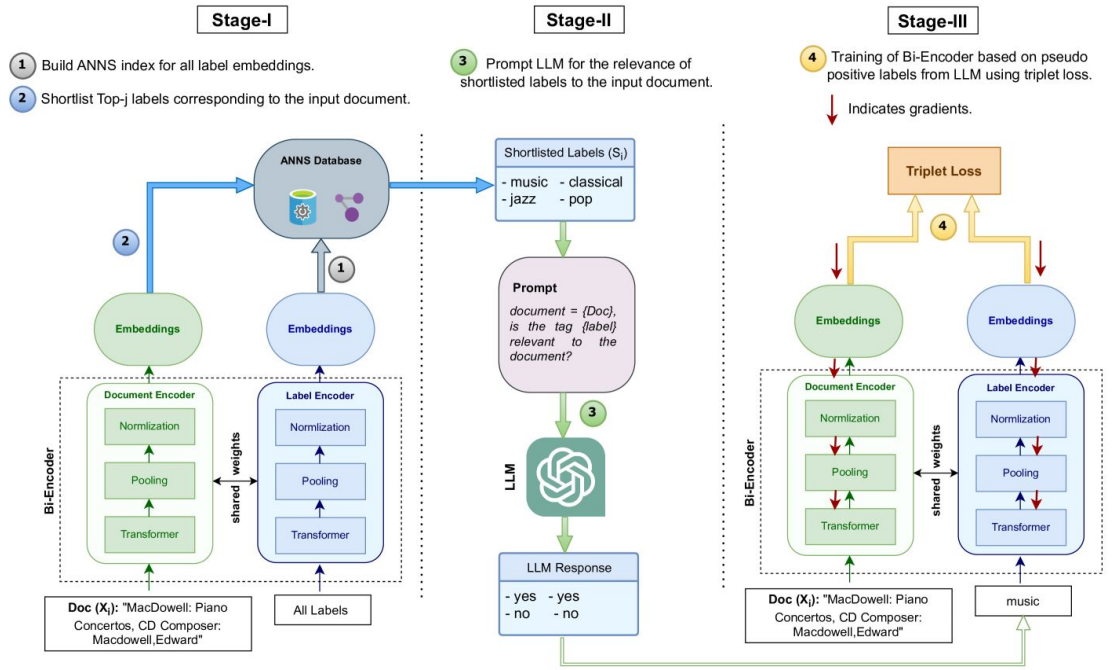 Stage-I
1 Build ANNS index for all label embeddings.
2 Shortlist Top-j labels corresponding to the input document.
ANNS Database
2
1
Embeddings
Embeddings
Document Encoder
Label Encoder
Normlization
Normlization
Pooling
Pooling
Transformer
Transformer
shared weights
Bi-Encoder
Doc (Xi): "MacDowell: Piano
Concertos, CD Composer:
Macdowell,Edward"
All Labels
Stage-II
3 Prompt LLM for the relevance of
shortlisted labels to the input document.
Shortlisted Labels (Si)
- music - classical
- jazz - pop
Prompt
document = {Doc},
is the tag {label}
relevant to the
document?
3
LLM
LLM Response
- yes - yes
- no - no
Stage-III
4 Training of Bi-Encoder based on pseudo
positive labels from LLM using triplet loss.
Indicates gradients.
Triplet Loss
4
Embeddings
Embeddings
Document Encoder
Label Encoder
Normlization
Normlization
Pooling
Pooling
Transformer
Transformer
shared weights
Bi-Encoder
Doc (Xi): "MacDowell: Piano
Concertos, CD Composer:
Macdowell,Edward"
music